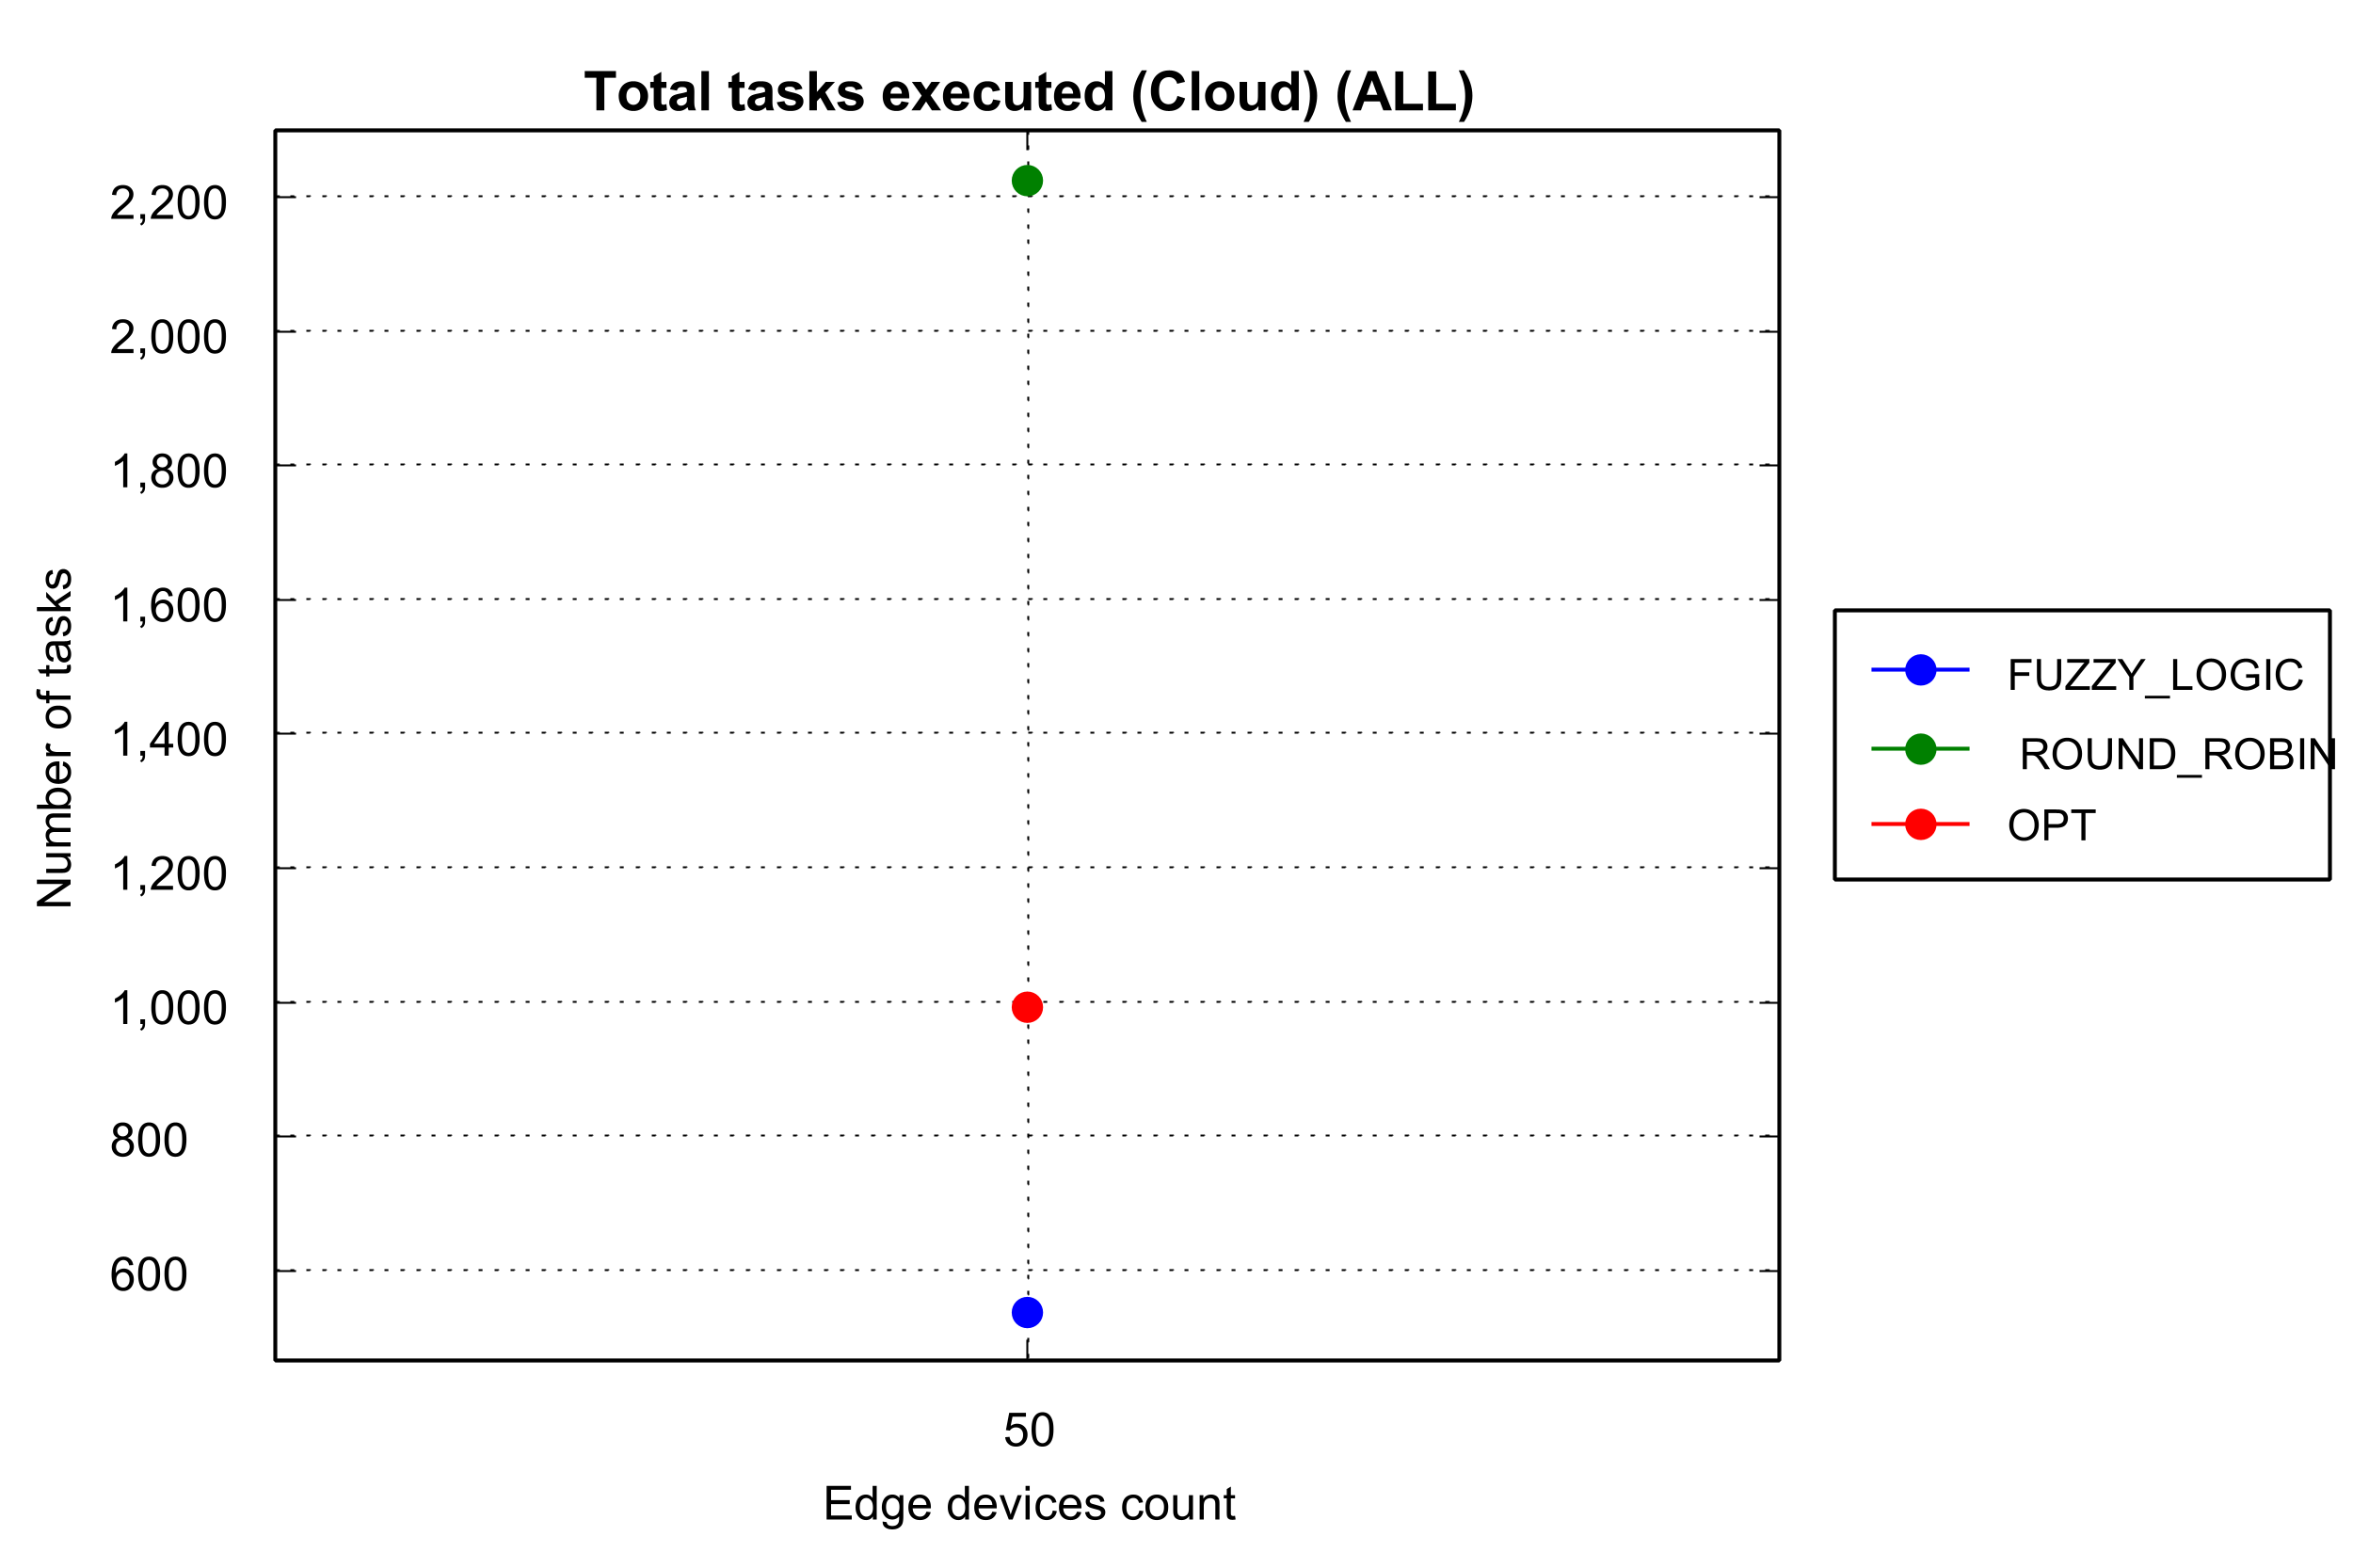 Total tasks executed (Cloud) (ALL)
2,200
2,000
1,800
1,600
1,400
1,200
1,000
800
600
Number of tasks
50
Edge devices count
FUZZY_LOGIC
ROUND_ROBIN
OPT